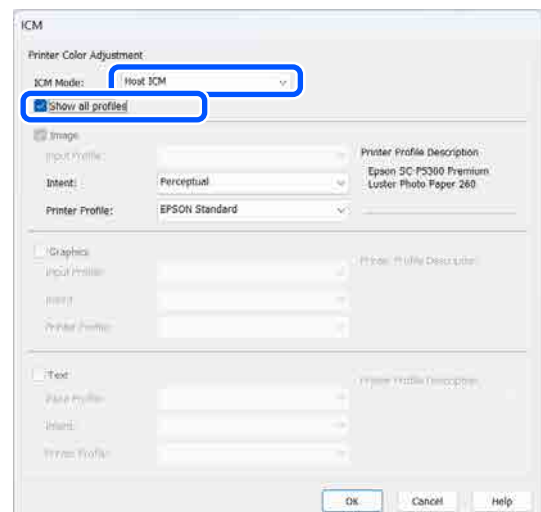 ICM
Printer Color Adjustment
ICM Mode: Host ICM
Show all profiles
Image
Input Profile:
Printer Profile Description
Intent: Perceptual
Epson SC-P5300 Premium
Luster Photo Paper 260
Printer Profile: EPSON Standard
Graphics
Printer Profile Description
Input Profile:
Intent:
Printer Profile:
Text
Printer Profile Description
Input Profile:
Intent:
Printer Profile:
OK Cancel Help